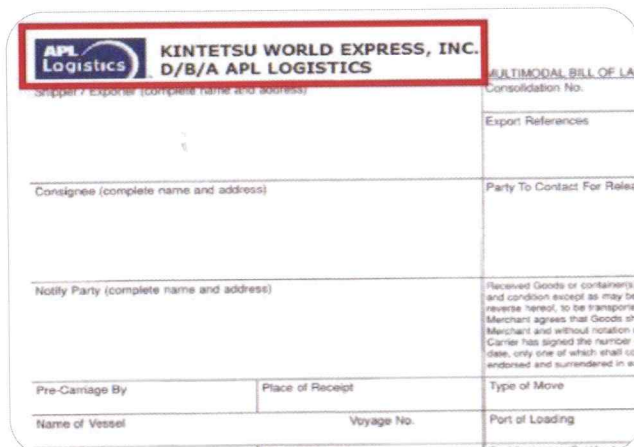 APL
Logistics
KINTETSU WORLD EXPRESS, INC.
D/B/A APL LOGISTICS
MULTIMODAL BILL OF LA
Shipper / Exporter (complete name and address)
Consolidation No.
Export References
Consignee (complete name and address)
Party To Contact For Relea
Notify Party (complete name and address)
Received Goods or container(s
and condition except as may be
reverse hereof, to be transporte
Merchant agrees that Goods sh
Merchant and without notation
Carrier has signed the number
date, only one of which shall co
endorsed and surrendered in e
Pre-Carriage By
Place of Receipt
Type of Move
Name of Vessel
Voyage No.
Port of Loading